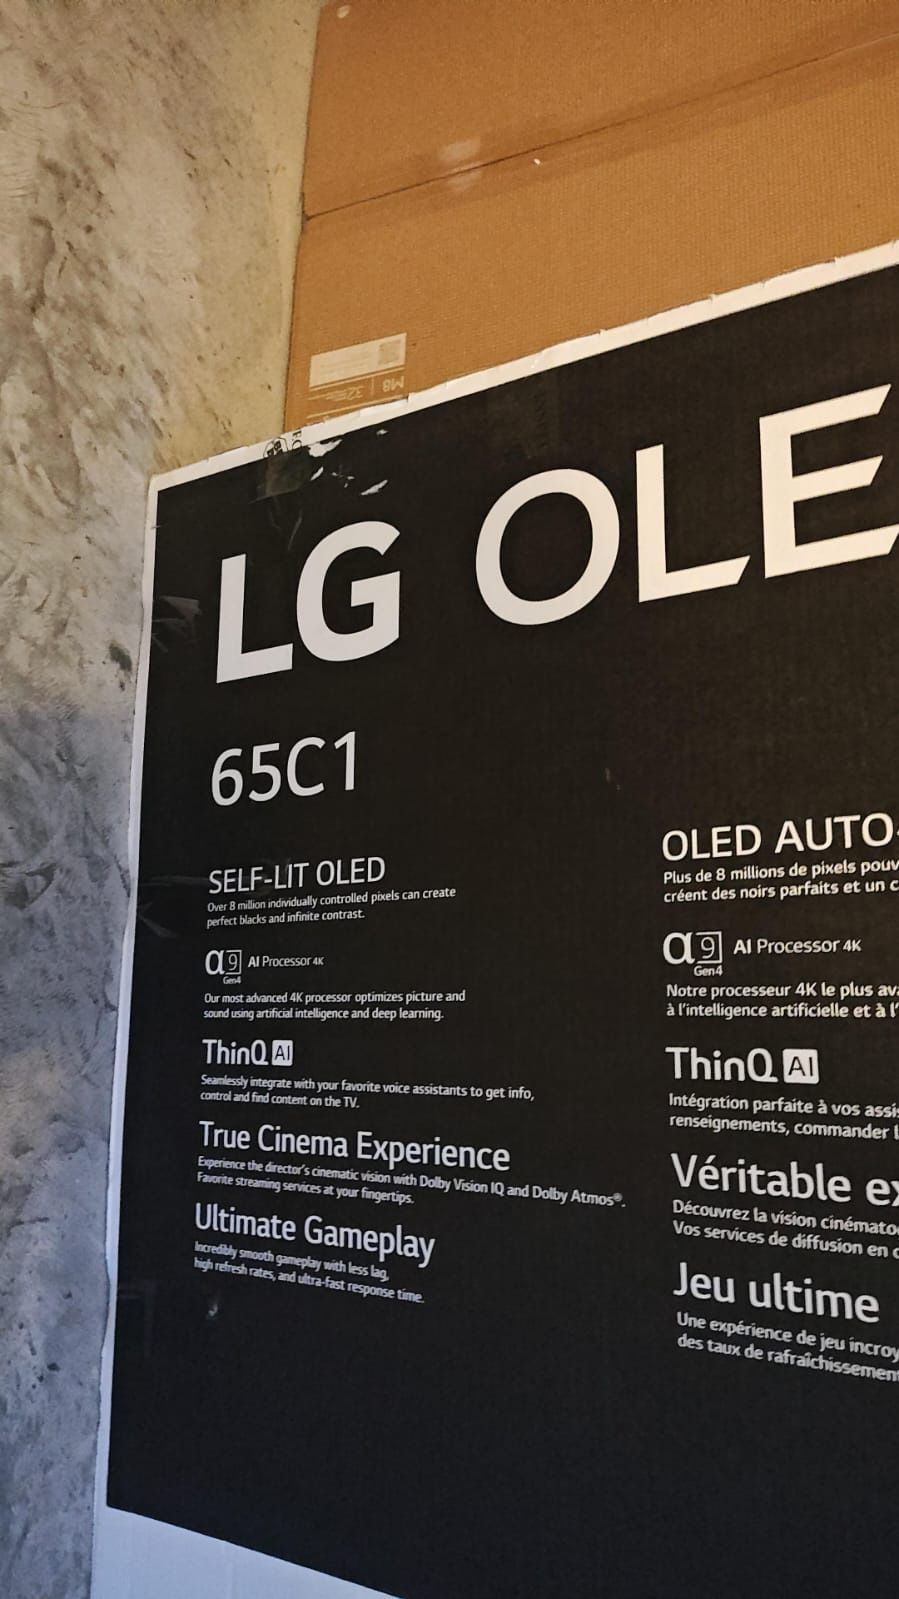 32
M8
LG OLE
65C1
SELF-LIT OLED
Over 8 million individually controlled pixels can create
perfect blacks and infinite contrast.
α9 AI Processor 4K
Gen4
Our most advanced 4K processor optimizes picture and
sound using artificial intelligence and deep learning.
ThinQ AI
Seamlessly integrate with your favorite voice assistants to get info,
control and find content on the TV.
True Cinema Experience
Experience the director's cinematic vision with Dolby Vision IQ and Dolby Atmos®.
Favorite streaming services at your fingertips.
Ultimate Gameplay
Incredibly smooth gameplay with less lag,
high refresh rates, and ultra-fast response time.
OLED AUTO-
Plus de 8 millions de pixels pouv
créent des noirs parfaits et un c
α9 AI Processor 4K
Gen4
Notre processeur 4K le plus ava
à l'intelligence artificielle et à l'
ThinQ AI
Intégration parfaite à vos assis
renseignements, commander l
Véritable ex
Découvrez la vision cinémato
Vos services de diffusion en c
Jeu ultime
Une expérience de jeu incroy
des taux de rafraîchissement